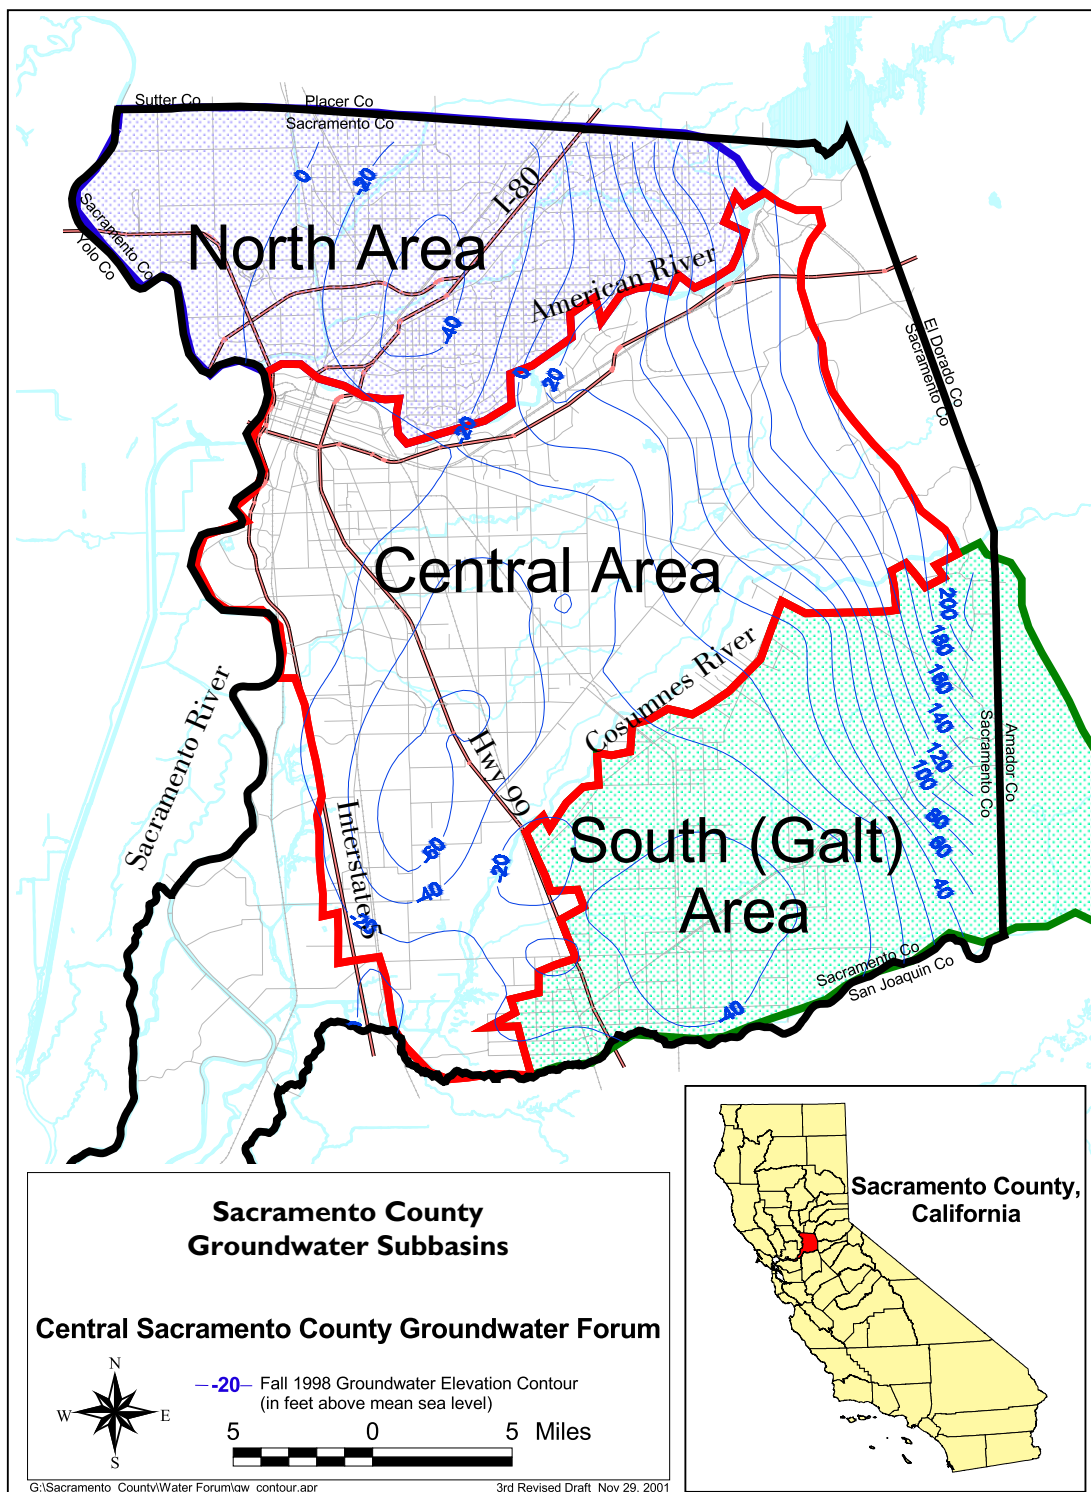 Sutter Co
Placer Co
Sacramento Co
0
-20
I-80
Sacramento Co
Yolo Co
North Area
American River
-40
El Dorado Co
Sacramento Co
0
20
-20
Central Area
200
180
160
140
120
100
80
60
40
Cosumnes River
Sacramento River
Hwy 99
Amador Co
Sacramento Co
Interstate 5
-60
-40
-20
-20
South (Galt)
Area
-40
Sacramento Co
San Joaquin Co
Sacramento County
Groundwater Subbasins
Central Sacramento County Groundwater Forum
N
W
E
S
-20
Fall 1998 Groundwater Elevation Contour
(in feet above mean sea level)
5 0 5 Miles
G:\Sacramento_County\Water Forum\gw_contour.apr
3rd Revised Draft Nov 29, 2001
Sacramento County,
California